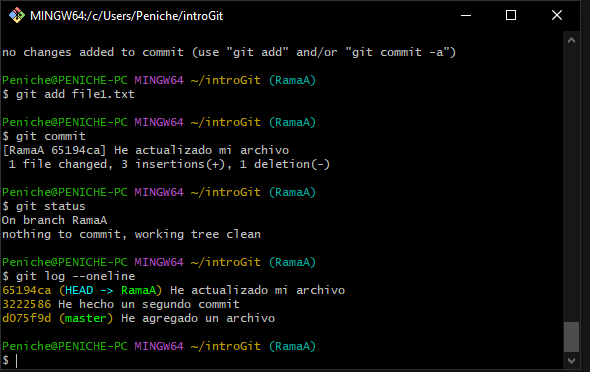 MINGW64:/c/Users/Peniche/introGit
no changes added to commit (use "git add" and/or "git commit -a")
Peniche@PENICHE-PC MINGW64 ~/introGit (RamaA)
$ git add file1.txt
Peniche@PENICHE-PC MINGW64 ~/introGit (RamaA)
$ git commit
[RamaA 65194ca] He actualizado mi archivo
1 file changed, 3 insertions(+), 1 deletion(-)
Peniche@PENICHE-PC MINGW64 ~/introGit (RamaA)
$ git status
On branch RamaA
nothing to commit, working tree clean
Peniche@PENICHE-PC MINGW64 ~/introGit (RamaA)
$ git log --oneline
65194ca (HEAD -> RamaA) He actualizado mi archivo
3222586 He hecho un segundo commit
d075f9d (master) He agregado un archivo
Peniche@PENICHE-PC MINGW64 ~/introGit (RamaA)
$